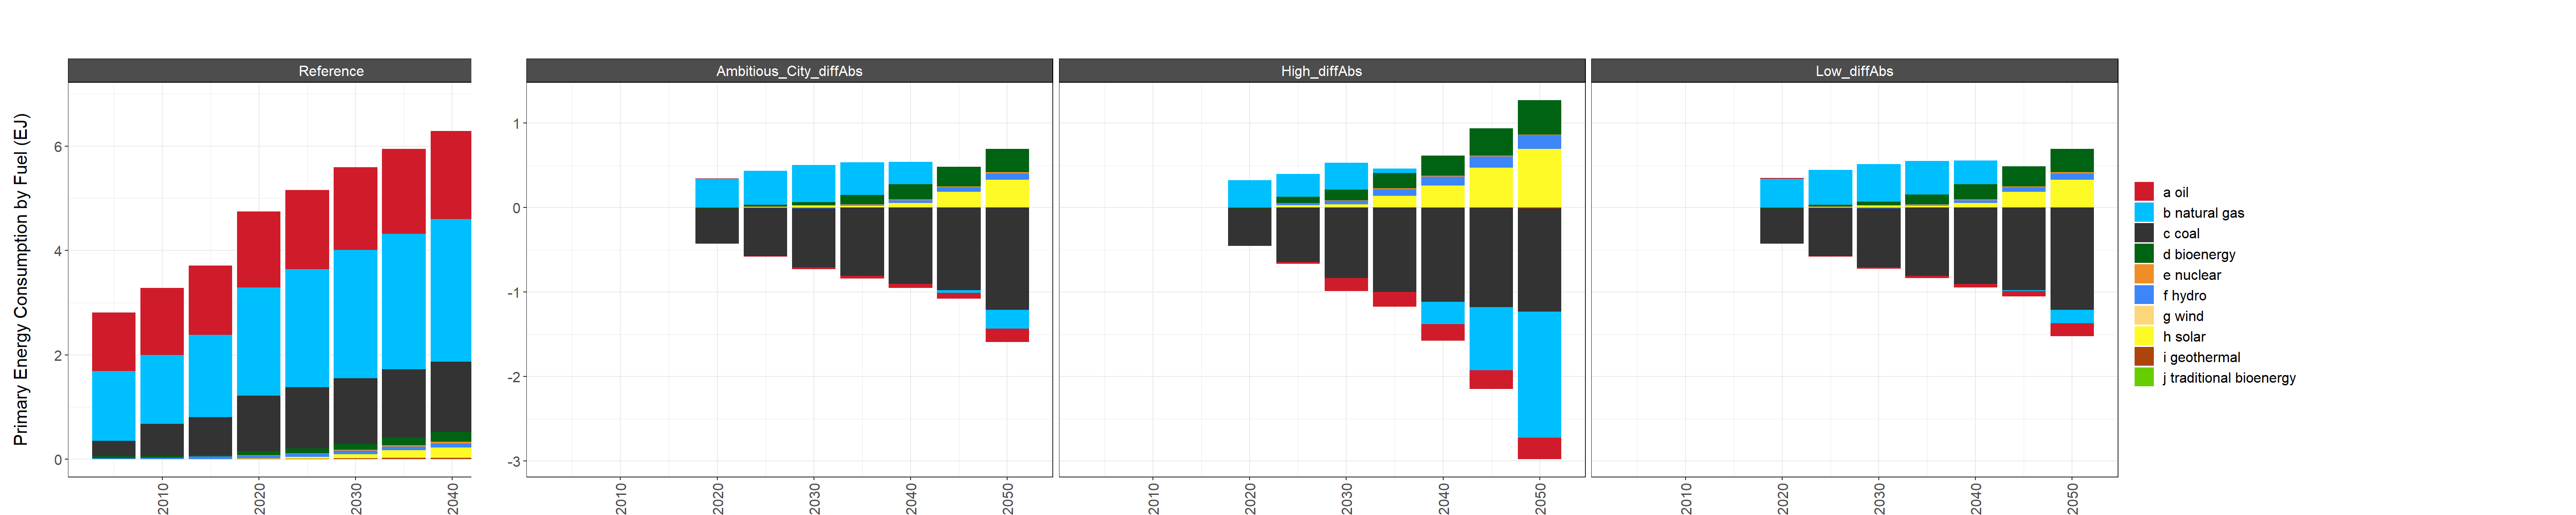 Primary Energy Consumption by Fuel (EJ)
Reference
6
4
2
0
2010
2020
2030
2040
Ambitious_City_diffAbs
High_diffAbs
Low_diffAbs
1
0
-1
-2
-3
2010
2020
2030
2040
2050
2010
2020
2030
2040
2050
2010
2020
2030
2040
2050
a oil
b natural gas
c coal
d bioenergy
e nuclear
f hydro
g wind
h solar
i geothermal
j traditional bioenergy